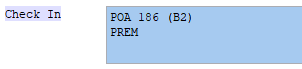 Check In
POA 186 (B2)
PREM